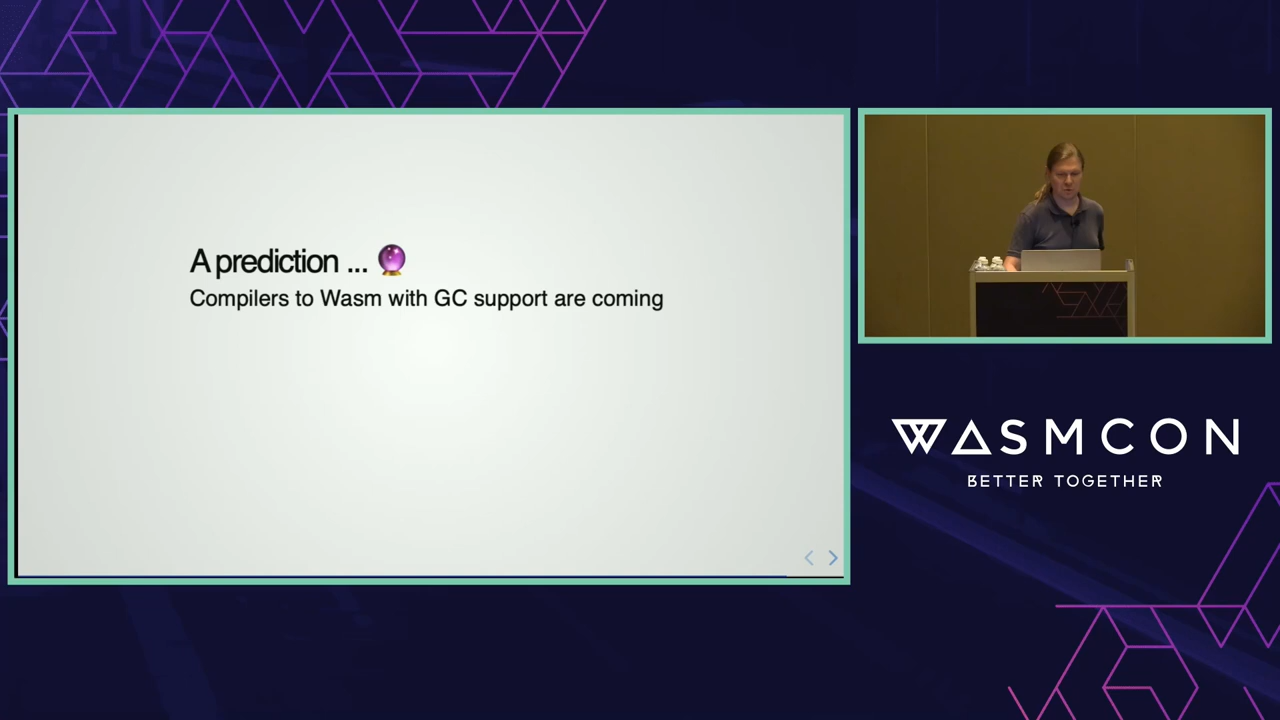 A prediction ... 🔮
Compilers to Wasm with GC support are coming
WASMCON
BETTER TOGETHER